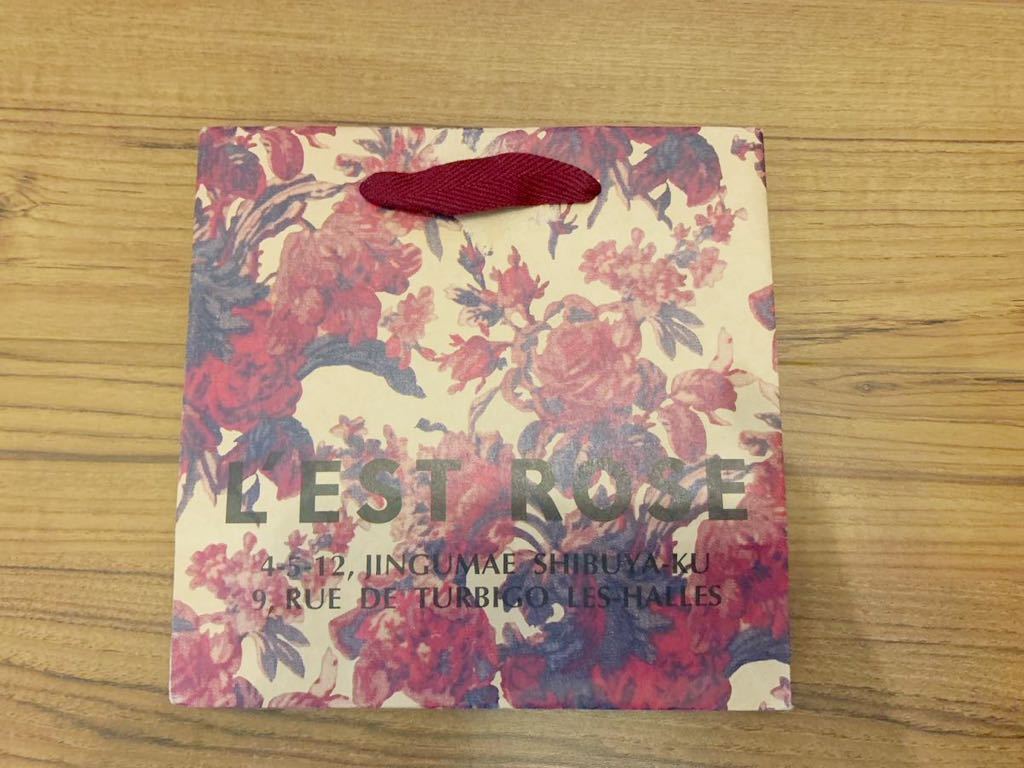 L'EST ROSE
4-5-12, JINGUMAE SHIBUYA-KU
9, RUE DE TURBIGO LES-HALLES